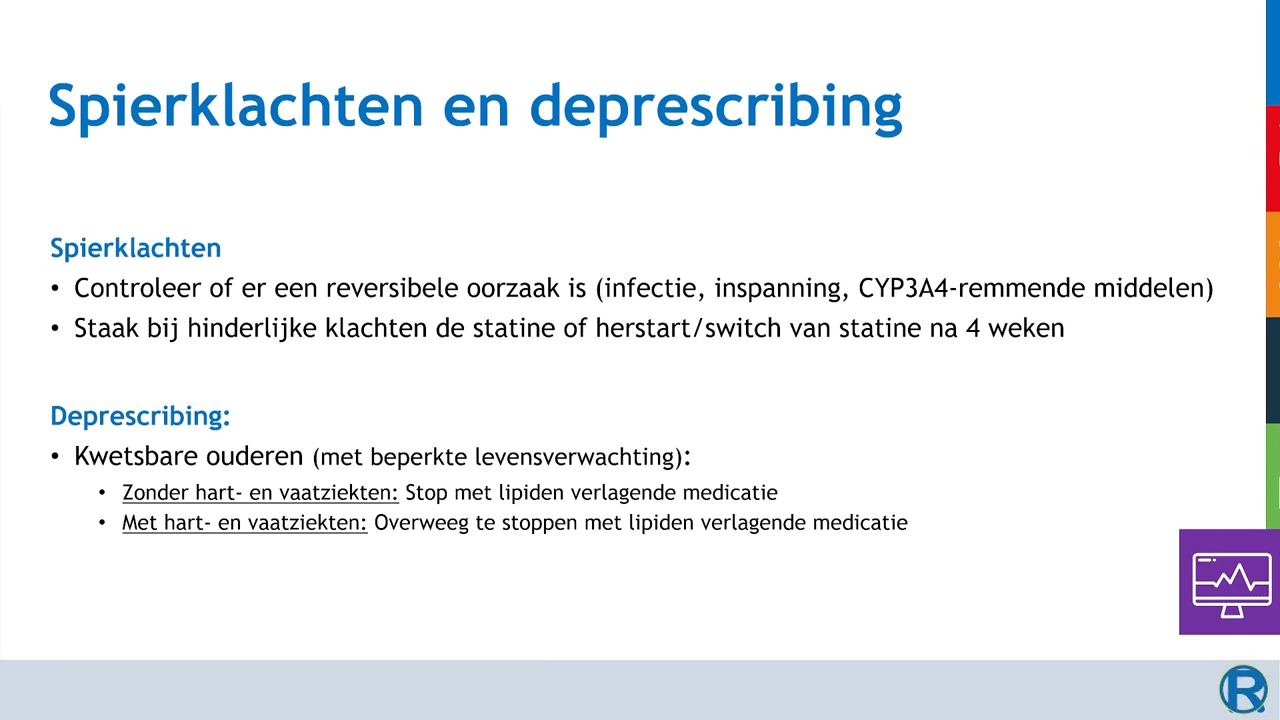 Spierklachten en deprescribing
Spierklachten
• Controleer of er een reversibele oorzaak is (infectie, inspanning, CYP3A4-remmende middelen)
• Staak bij hinderlijke klachten de statine of herstart/switch van statine na 4 weken
Deprescribing:
• Kwetsbare ouderen (met beperkte levensverwachting):
• Zonder hart- en vaatziekten: Stop met lipiden verlagende medicatie
• Met hart- en vaatziekten: Overweeg te stoppen met lipiden verlagende medicatie
R